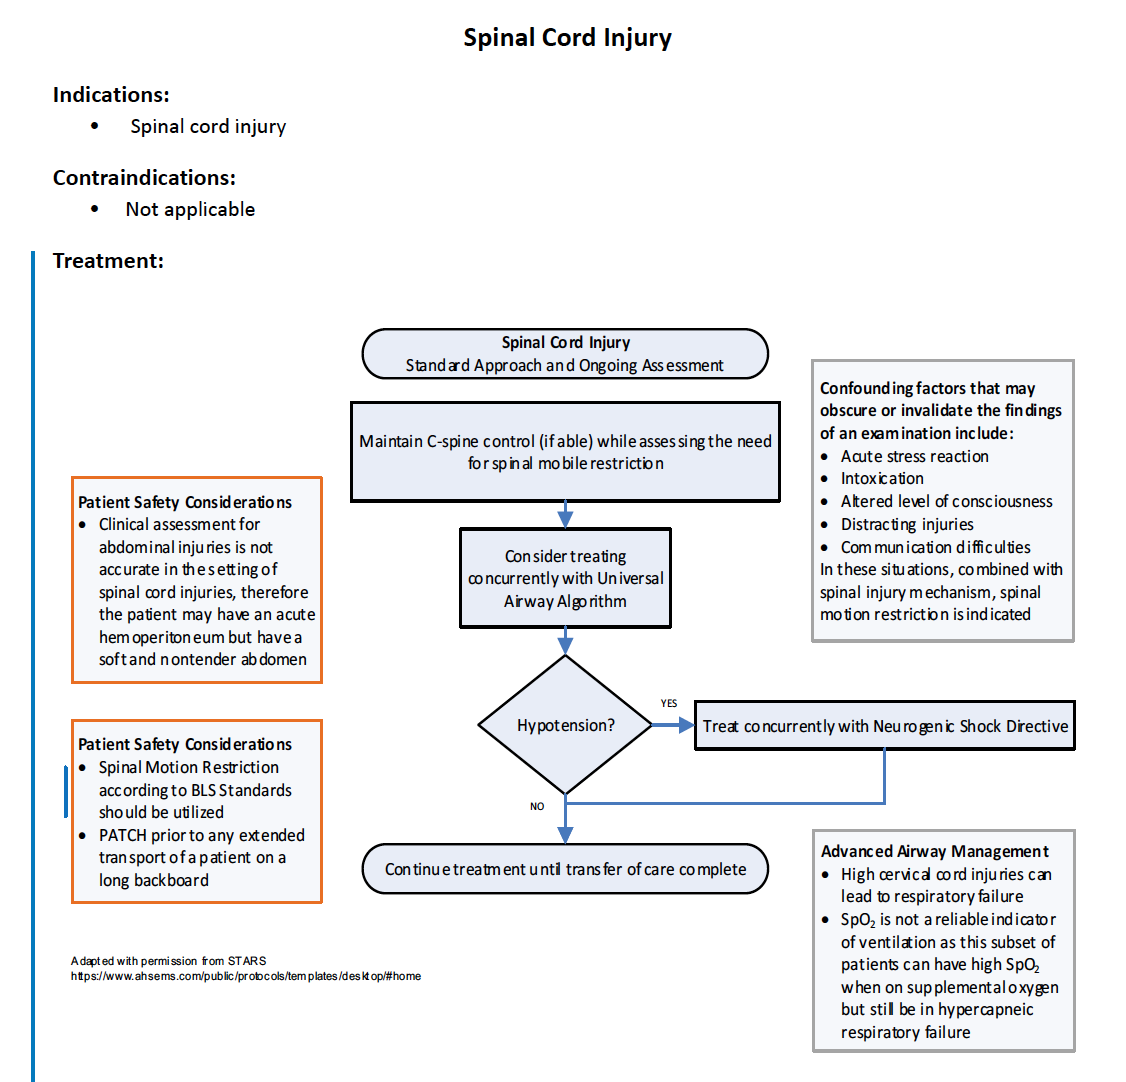 Spinal Cord Injury
Indications:
• Spinal cord injury
Contraindications:
• Not applicable
Treatment:
Spinal Cord Injury
Standard Approach and Ongoing Assessment
Maintain C-spine control (if able) while assessing the need
for spinal mobile restriction
Consider treating
concurrently with Universal
Airway Algorithm
Hypotension?
YES
Treat concurrently with Neurogenic Shock Directive
NO
Continue treatment until transfer of care complete
Patient Safety Considerations
• Clinical assessment for
abdominal injuries is not
accurate in the setting of
spinal cord injuries, therefore
the patient may have an acute
hemoperitoneum but have a
soft and nontender abdomen
Patient Safety Considerations
• Spinal Motion Restriction
according to BLS Standards
should be utilized
• PATCH prior to any extended
transport of a patient on a
long backboard
Confounding factors that may
obscure or invalidate the findings
of an examination include:
• Acute stress reaction
• Intoxication
• Altered level of consciousness
• Distracting injuries
• Communication difficulties
In these situations, combined with
spinal injury mechanism, spinal
motion restriction is indicated
Advanced Airway Management
• High cervical cord injuries can
lead to respiratory failure
• SpO2 is not a reliable indicator
of ventilation as this subset of
patients can have high SpO2
when on supplemental oxygen
but still be in hypercapneic
respiratory failure
Adapted with permission from STARS
https://www.ahsems.com/public/protocols/templates/desktop/#home